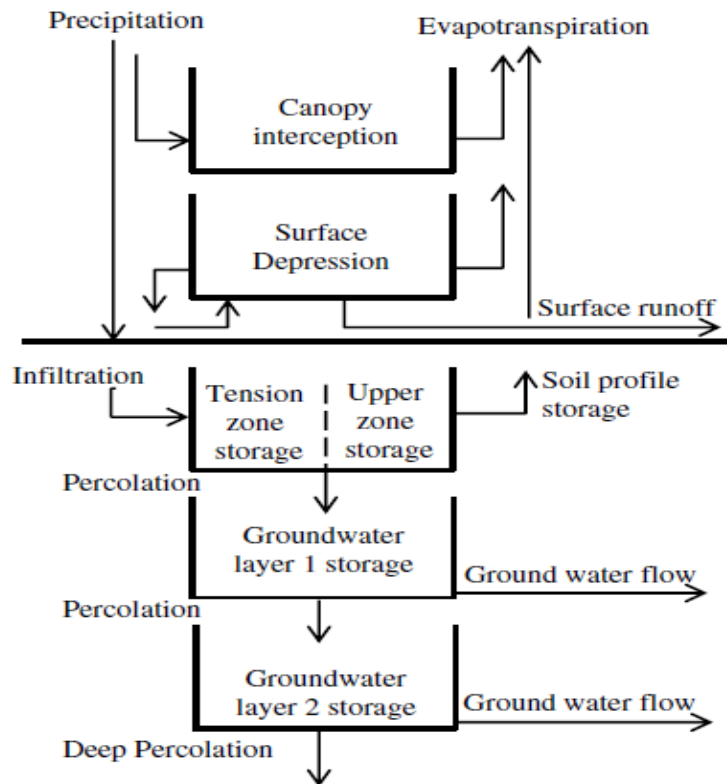 Precipitation
Evapotranspiration
Canopy
interception
Surface
Depression
Surface runoff
Infiltration
Tension
zone
storage
Upper
zone
storage
Soil profile
storage
Percolation
Groundwater
layer 1 storage
Ground water flow
Percolation
Groundwater
layer 2 storage
Ground water flow
Deep Percolation